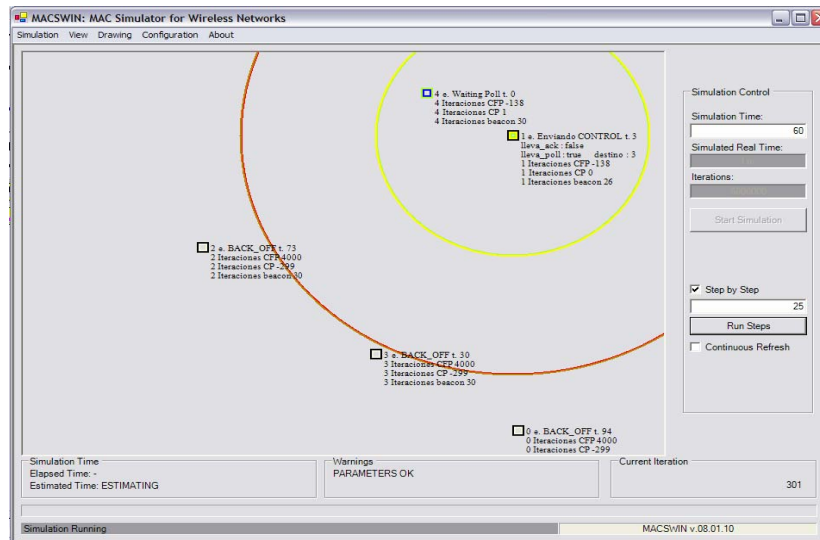 MACSWIN: MAC Simulator for Wireless Networks
Simulation View Drawing Configuration About
4 e. Waiting Poll t. 0
4 Iteraciones CFP -138
4 Iteraciones CP 1
4 Iteraciones beacon 30
1 e. Enviando CONTROL t. 3
lleva_ack : false
lleva_poll : true destino : 3
1 Iteraciones CFP -138
1 Iteraciones CP 0
1 Iteraciones beacon 26
2 e. BACK_OFF t. 73
2 Iteraciones CFP 4000
2 Iteraciones CP -299
2 Iteraciones beacon 30
3 e. BACK_OFF t. 30
3 Iteraciones CFP 4000
3 Iteraciones CP -299
3 Iteraciones beacon 30
0 e. BACK_OFF t. 94
0 Iteraciones CFP 4000
0 Iteraciones CP -299
Simulation Control
Simulation Time:
60
Simulated Real Time:
Iterations:
Start Simulation
Step by Step
25
Run Steps
Continuous Refresh
Simulation Time
Elapsed Time: -
Estimated Time: ESTIMATING
Warnings
PARAMETERS OK
Current Iteration
301
Simulation Running
MACSWIN v.08.01.10